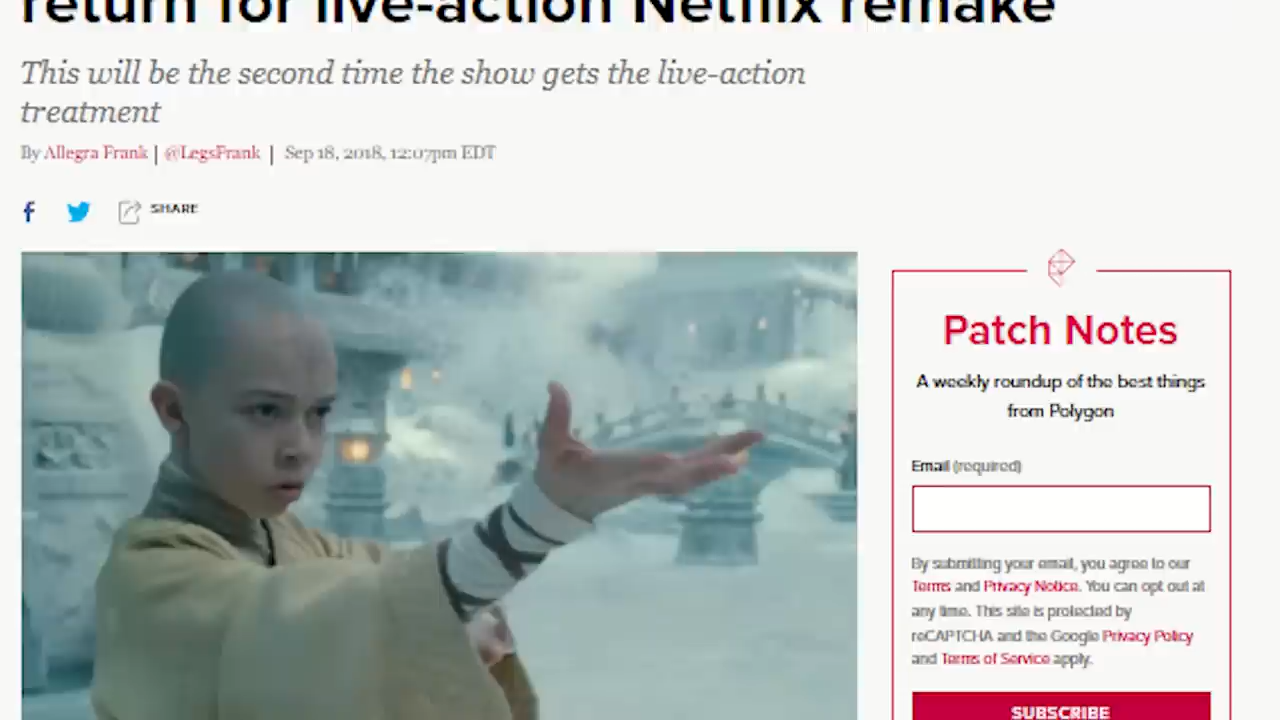 return for live-action Netflix remake
This will be the second time the show gets the live-action
treatment
By Allegra Frank | @LegsFrank | Sep 18, 2018, 12:07pm EDT
SHARE
Patch Notes
A weekly roundup of the best things
from Polygon
Email (required)
By submitting your email, you agree to our
Terms and Privacy Notice. You can opt out at
any time. This site is protected by
reCAPTCHA and the Google Privacy Policy
and Terms of Service apply.
SUBSCRIBE